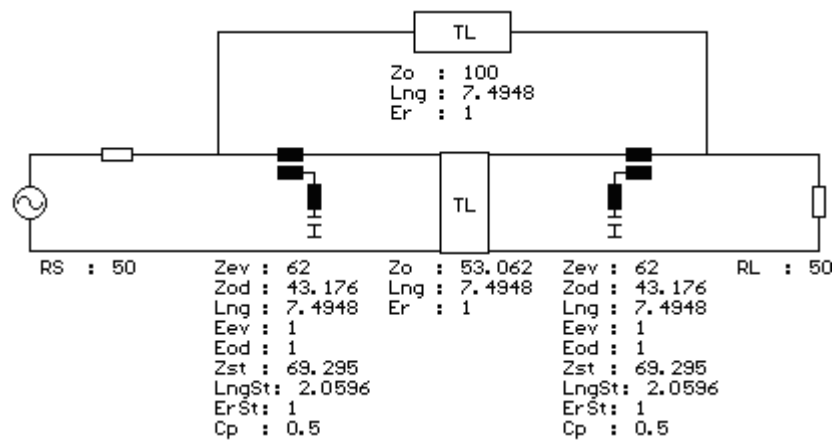 TL
Zo : 100
Lng : 7.4948
Er : 1
TL
RS : 50
Zev : 62
Zod : 43.176
Lng : 7.4948
Eev : 1
Eod : 1
Zst : 69.295
LngSt: 2.0596
ErSt: 1
Cp : 0.5
Zo : 53.062
Lng : 7.4948
Er : 1
Zev : 62
Zod : 43.176
Lng : 7.4948
Eev : 1
Eod : 1
Zst : 69.295
LngSt: 2.0596
ErSt: 1
Cp : 0.5
RL : 50